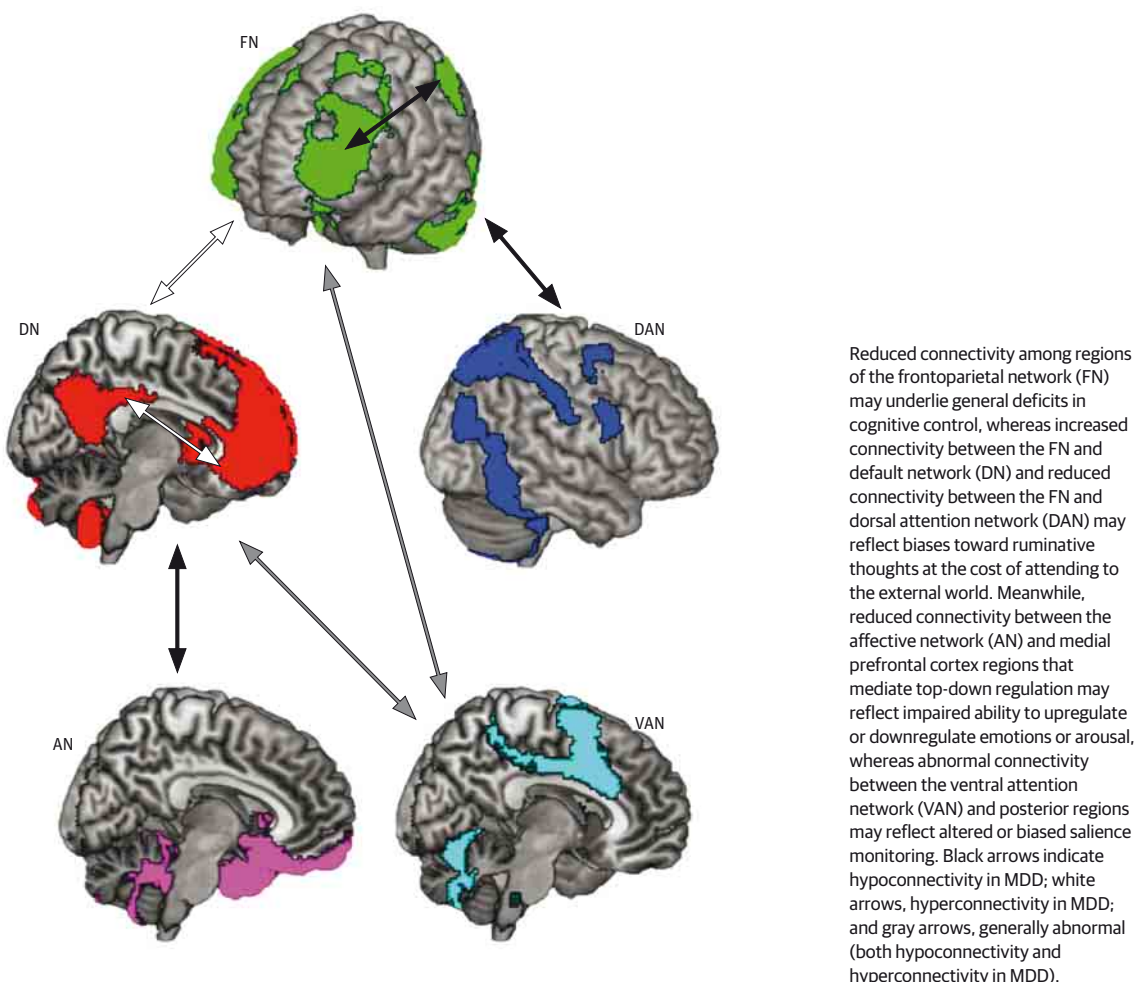 FN
DN
DAN
AN
VAN
Reduced connectivity among regions
of the frontoparietal network (FN)
may underlie general deficits in
cognitive control, whereas increased
connectivity between the FN and
default network (DN) and reduced
connectivity between the FN and
dorsal attention network (DAN) may
reflect biases toward ruminative
thoughts at the cost of attending to
the external world. Meanwhile,
reduced connectivity between the
affective network (AN) and medial
prefrontal cortex regions that
mediate top-down regulation may
reflect impaired ability to upregulate
or downregulate emotions or arousal,
whereas abnormal connectivity
between the ventral attention
network (VAN) and posterior regions
may reflect altered or biased salience
monitoring. Black arrows indicate
hypoconnectivity in MDD; white
arrows, hyperconnectivity in MDD;
and gray arrows, generally abnormal
(both hypoconnectivity and
hyperconnectivity in MDD).